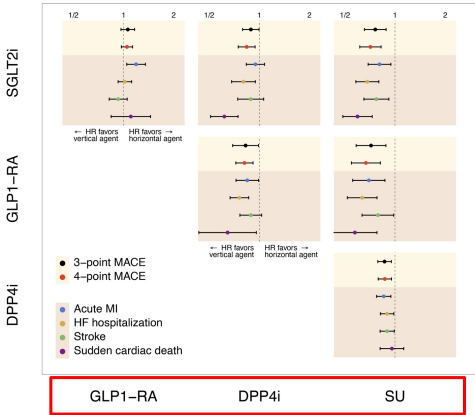 1/2 1 2 1/2 1 2 1/2 1 2
SGLT2i
← HR favors HR favors →
vertical agent horizontal agent
GLP1−RA
← HR favors HR favors →
vertical agent horizontal agent
DPP4i
3−point MACE
4−point MACE
Acute MI
HF hospitalization
Stroke
Sudden cardiac death
GLP1−RA DPP4i SU